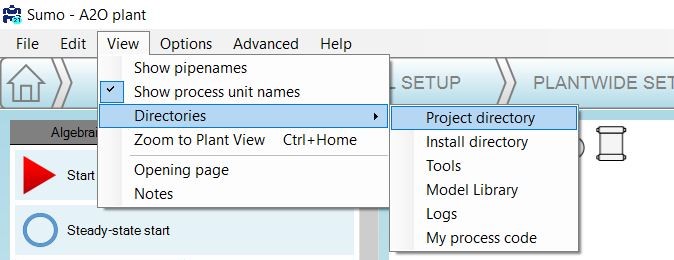 Sumo - A2O plant
File Edit View Options Advanced Help
Show pipenames
Show process unit names
Directories
Zoom to Plant View Ctrl+Home
Opening page
Notes
Project directory
Install directory
Tools
Model Library
Logs
My process code
SETUP
PLANTWIDE SET
Algebrai
Start
Steady-state start